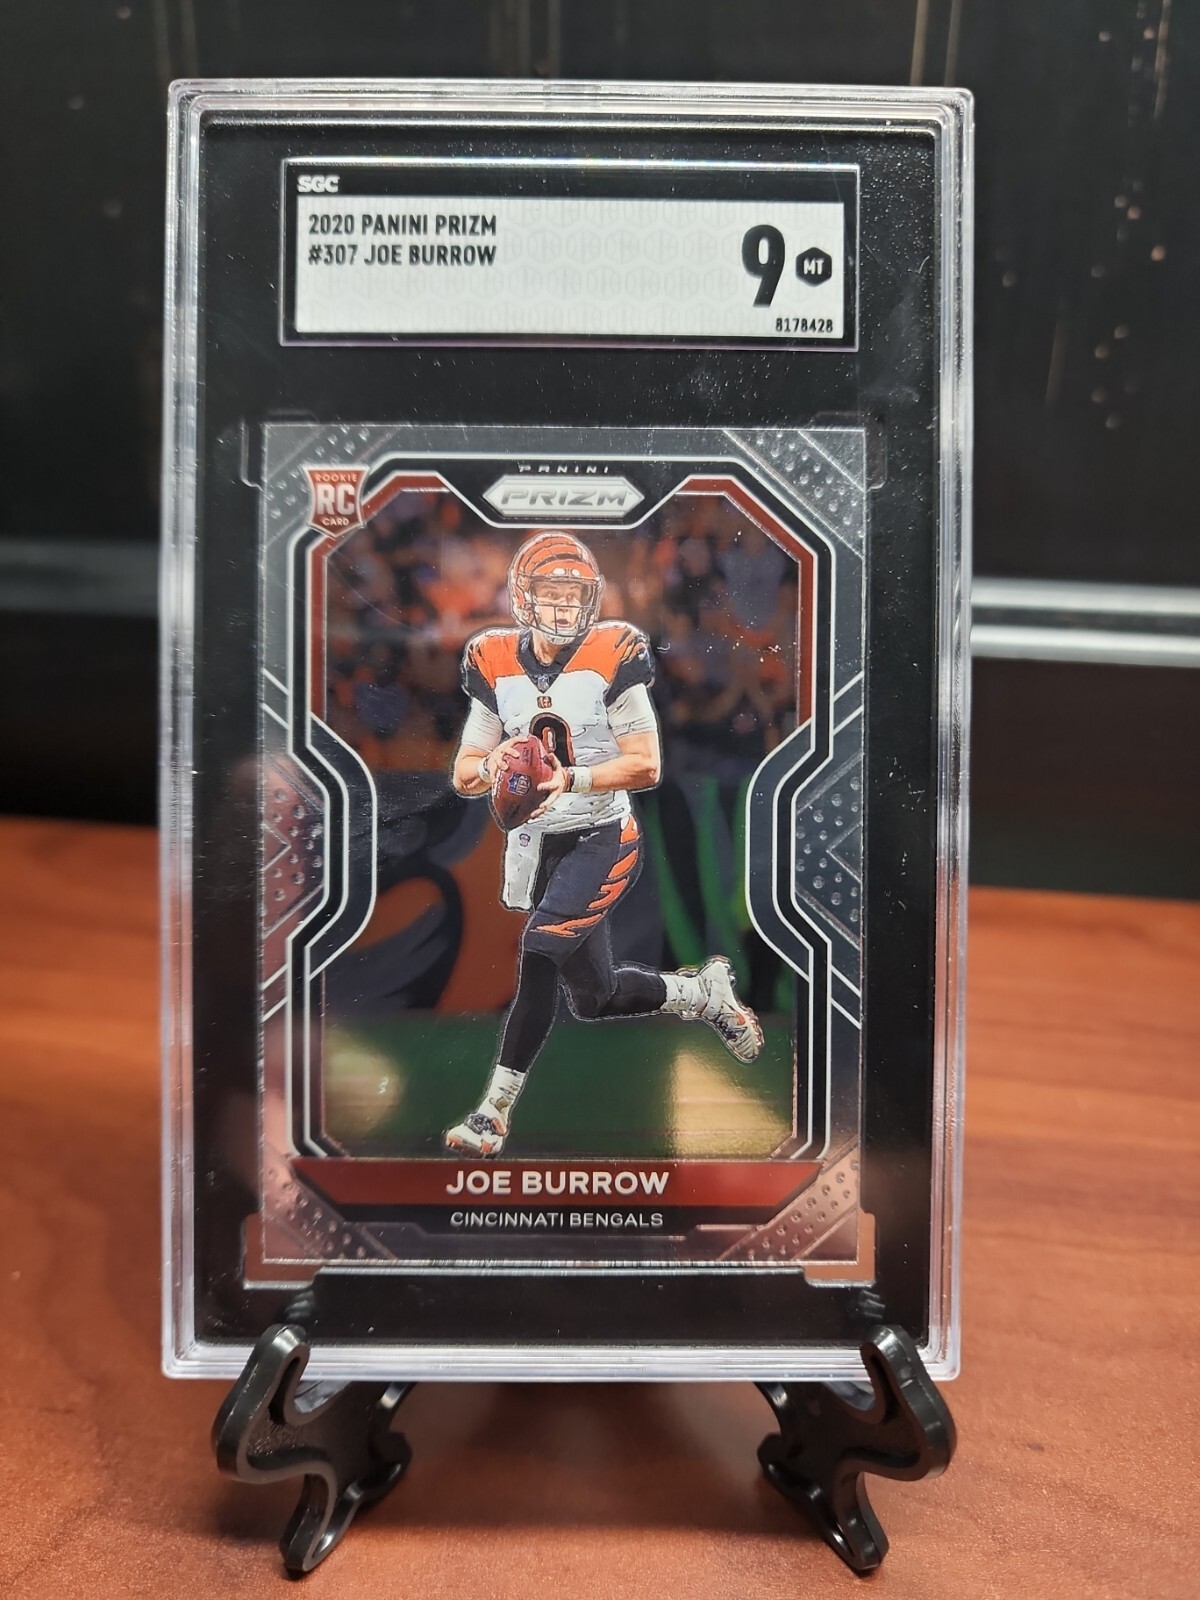 SGC
2020 PANINI PRIZM
#307 JOE BURROW
9 MT
8178428
ROOKIE
RC
CARD
PANINI
PRIZM
JOE BURROW
CINCINNATI BENGALS